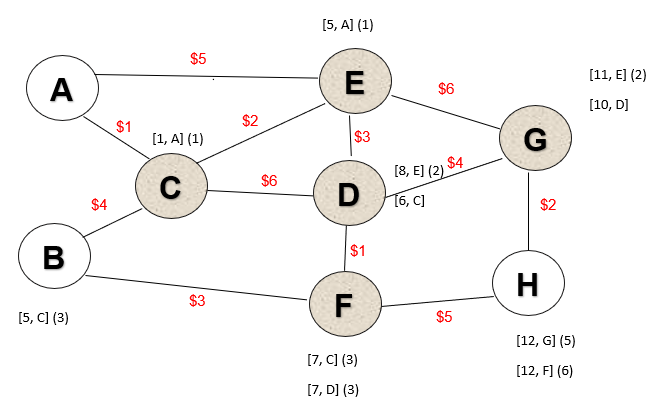 [5, A] (1)
$5
E
[11, E] (2)
A
$6
[10, D]
$1
$2
[1, A] (1)
$3
G
C
$6
[8, E] (2)
$4
D
[6, C]
$4
$2
B
$1
$3
F
H
$5
[5, C] (3)
[12, G] (5)
[7, C] (3)
[12, F] (6)
[7, D] (3)